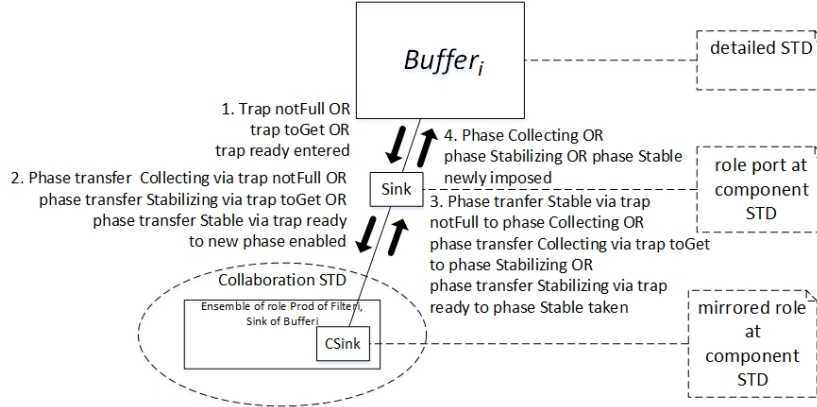 Buffer_i
detailed STD
1. Trap notFull OR
trap toGet OR
trap ready entered
4. Phase Collecting OR
phase Stabilizing OR phase Stable
newly imposed
2. Phase transfer Collecting via trap notFull OR
phase transfer Stabilizing via trap toGet OR
phase transfer Stable via trap ready
to new phase enabled
Sink
role port at
component
STD
3. Phase tranfer Stable via trap
notFull to phase Collecting OR
phase transfer Collecting via trap toGet
to phase Stabilizing OR
phase transfer Stabilizing via trap
ready to phase Stable taken
Collaboration STD
Ensemble of role Prod of Filteri,
Sink of Bufferi
CSink
mirrored role
at
component
STD